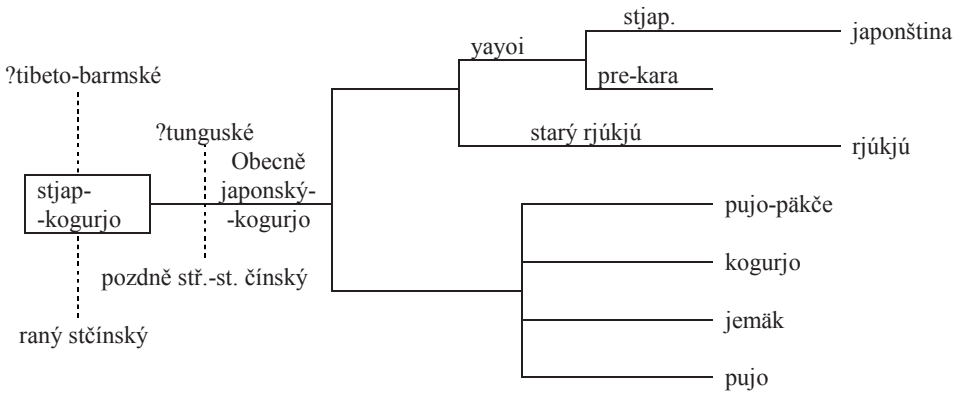 stjap.
japonština
yayoi
?tibeto-barmské
pre-kara
?tunguské
starý rjúkjú
rjúkjú
Obecně
japonský-
-kogurjo
stjap-
-kogurjo
pujo-päkče
kogurjo
pozdně stř.-st. čínský
jemäk
raný stčínský
pujo